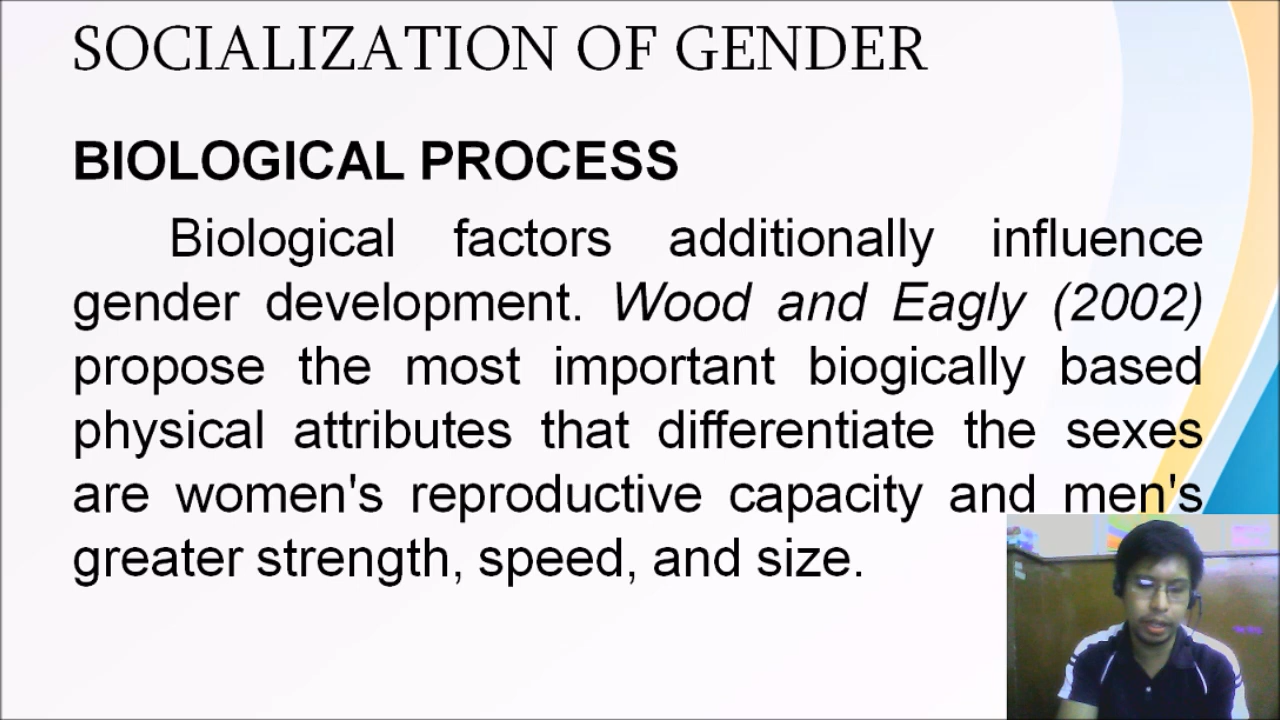 SOCIALIZATION OF GENDER
BIOLOGICAL PROCESS
Biological factors additionally influence
gender development. Wood and Eagly (2002)
propose the most important biogically based
physical attributes that differentiate the sexes
are women's reproductive capacity and men's
greater strength, speed, and size.